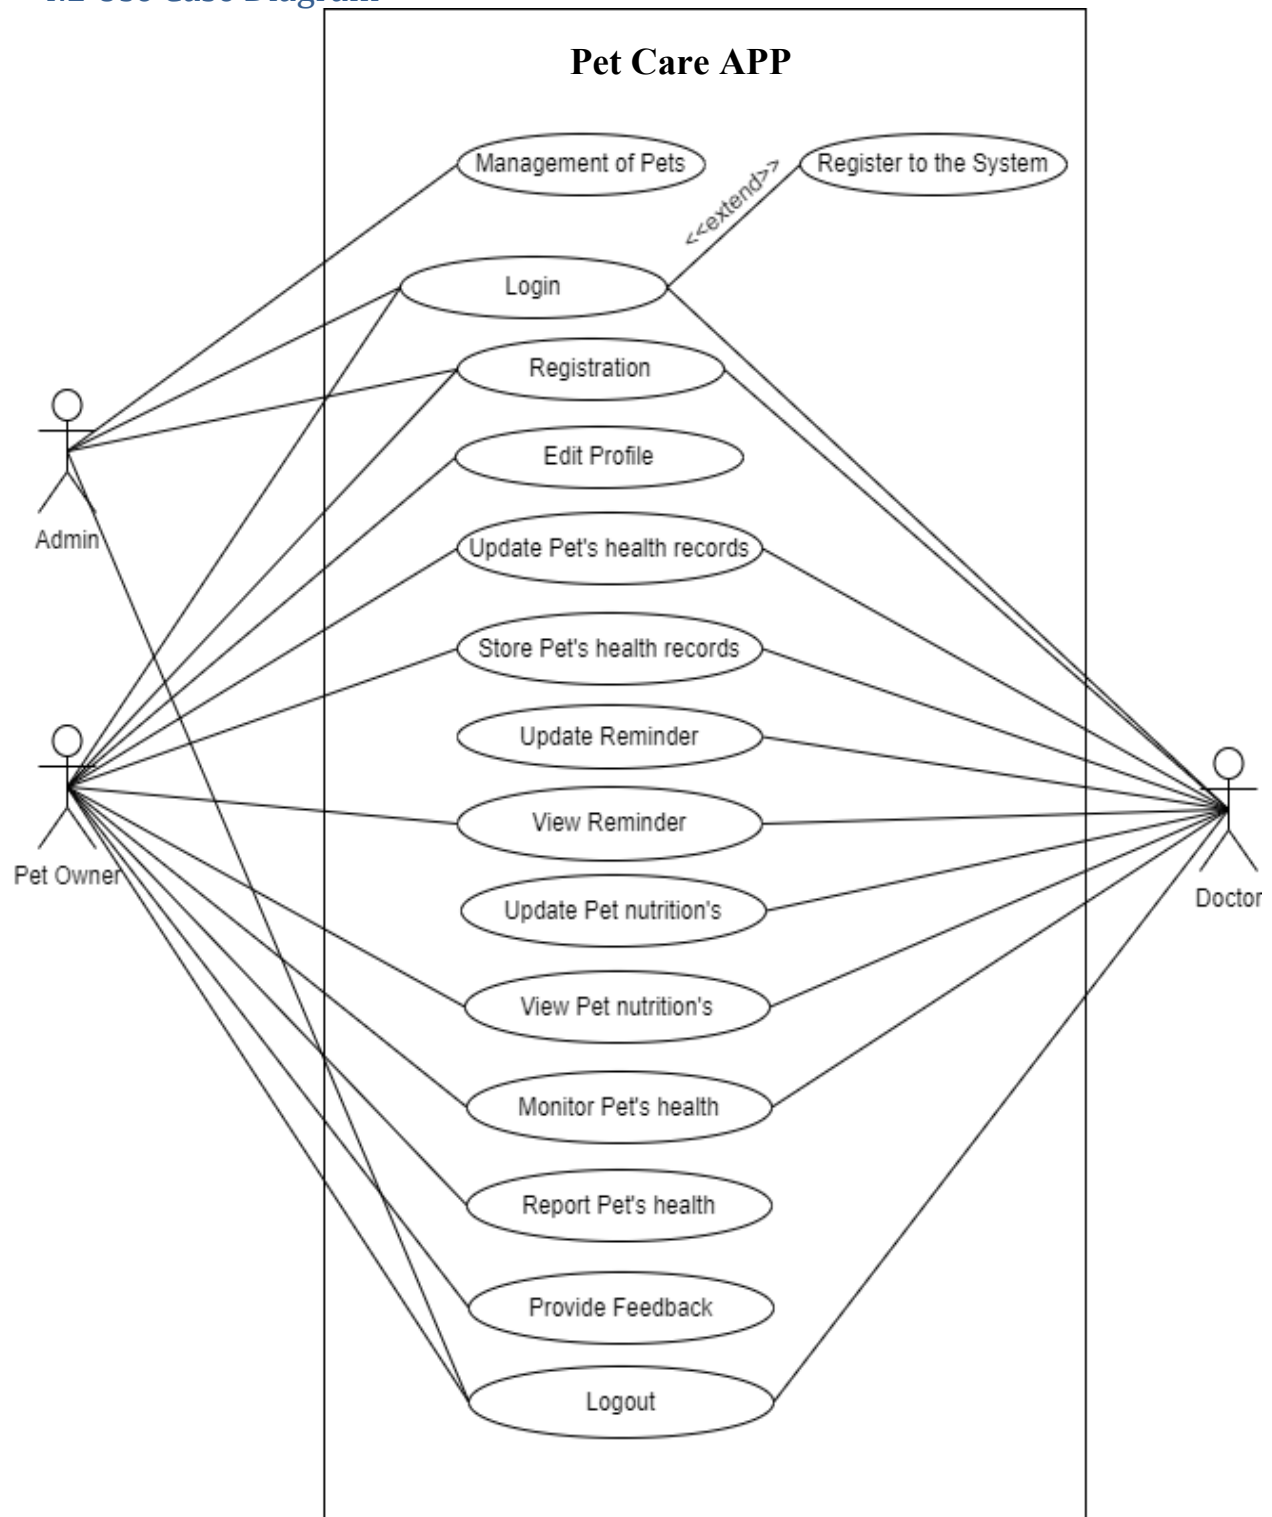 Pet Care APP
Management of Pets
Register to the System
<<extend>>
Login
Registration
Edit Profile
Admin
Update Pet's health records
Store Pet's health records
Update Reminder
View Reminder
Pet Owner
Doctor
Update Pet nutrition's
View Pet nutrition's
Monitor Pet's health
Report Pet's health
Provide Feedback
Logout